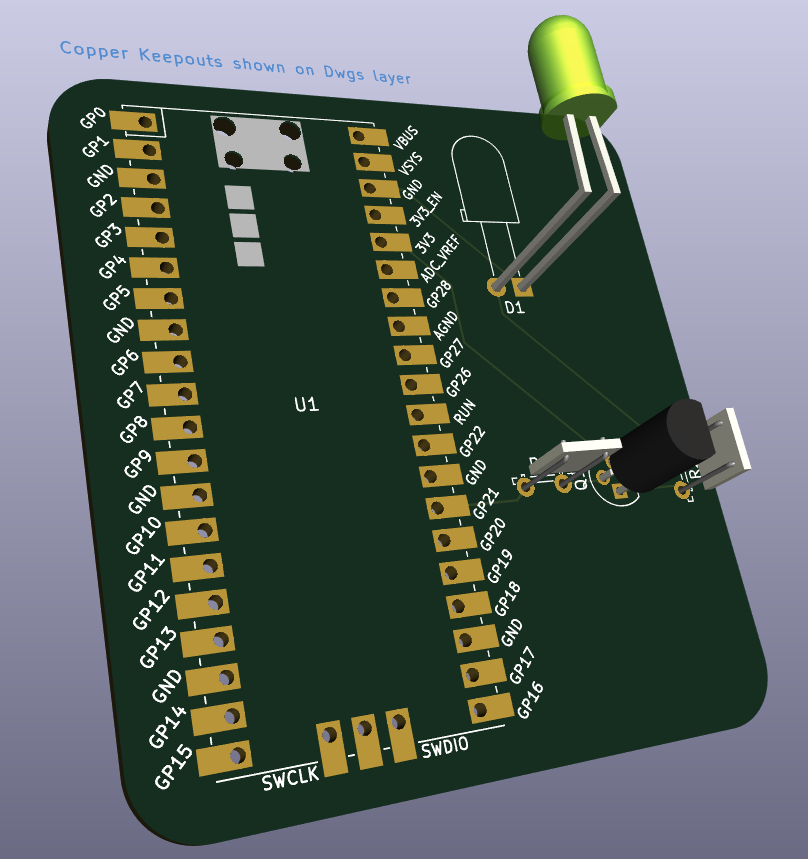 Copper Keepouts shown on Dwgs layer
GP0
GP1
GND
GP2
GP3
GP4
GP5
GND
GP6
GP7
GP8
GP9
GND
GP10
GP11
GP12
GP13
GND
GP14
GP15
VBUS
VSYS
GND
3V3_EN
3V3
ADC_VREF
GP28
AGND
GP27
GP26
RUN
GP22
GND
GP21
GP20
GP19
GP18
GND
GP17
GP16
U1
D1
SWCLK
SWDIO